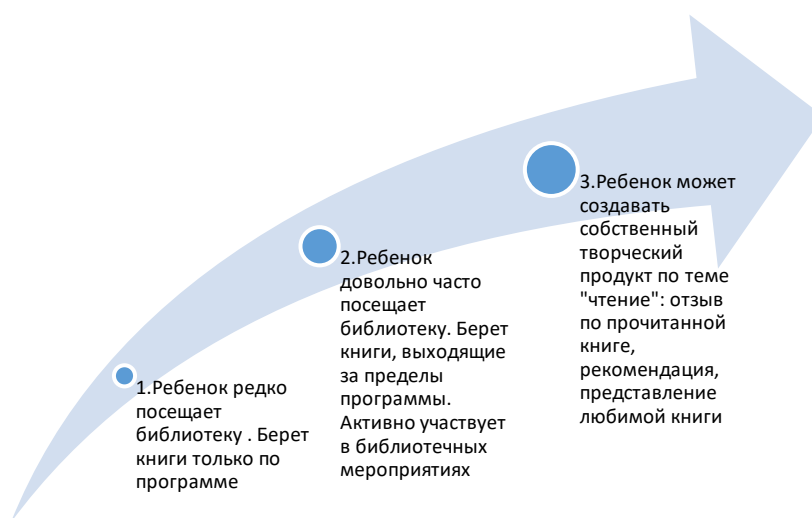 1.Ребенок редко
посещает
библиотеку . Берет
книги только по
программе
2.Ребенок
довольно часто
посещает
библиотеку. Берет
книги, выходящие
за пределы
программы.
Активно участвует
в библиотечных
мероприятиях
3.Ребенок может
создавать
собственный
творческий
продукт по теме
"чтение": отзыв
по прочитанной
книге,
рекомендация,
представление
любимой книги